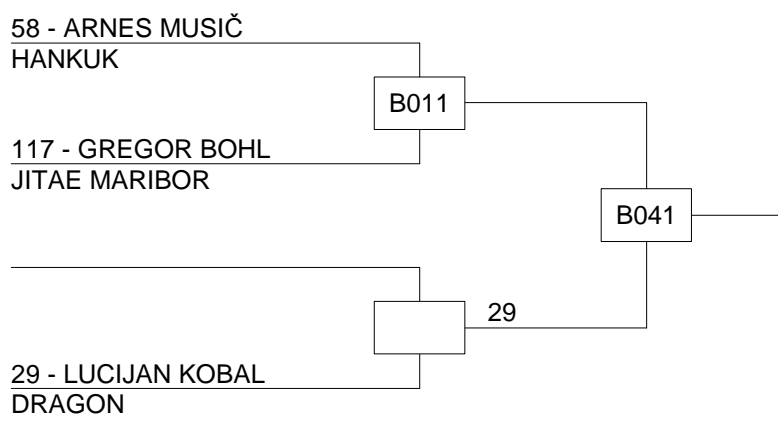 58 - ARNES MUSIČ
HANKUK
B011
117 - GREGOR BOHL
JITAE MARIBOR
B041
29
29 - LUCIJAN KOBAL
DRAGON